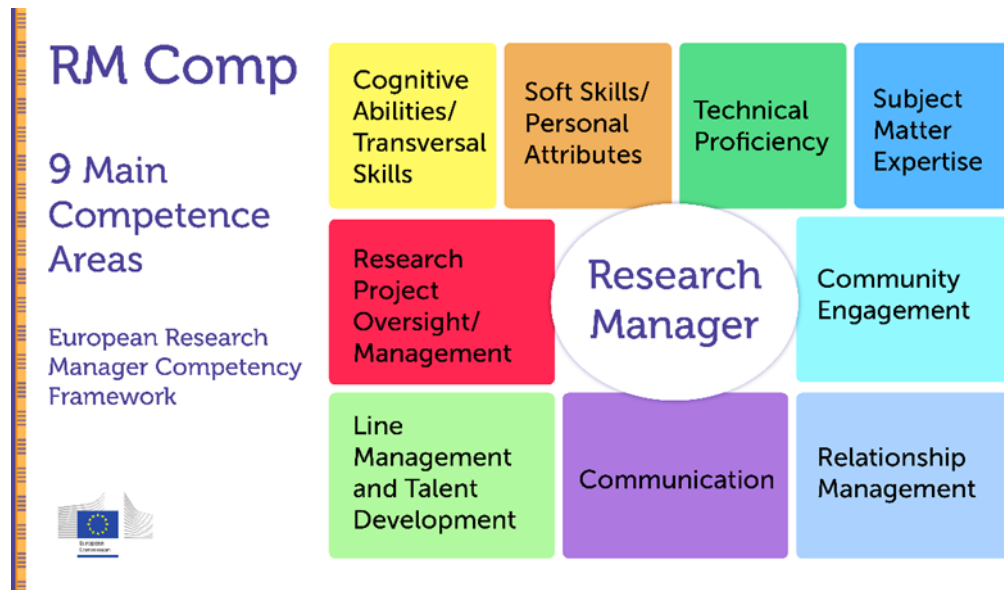 RM Comp
9 Main
Competence
Areas
European Research
Manager Competency
Framework
European
Commission
Cognitive
Abilities/
Transversal
Skills
Soft Skills/
Personal
Attributes
Technical
Proficiency
Subject
Matter
Expertise
Research
Project
Oversight/
Management
Research
Manager
Community
Engagement
Line
Management
and Talent
Development
Communication
Relationship
Management